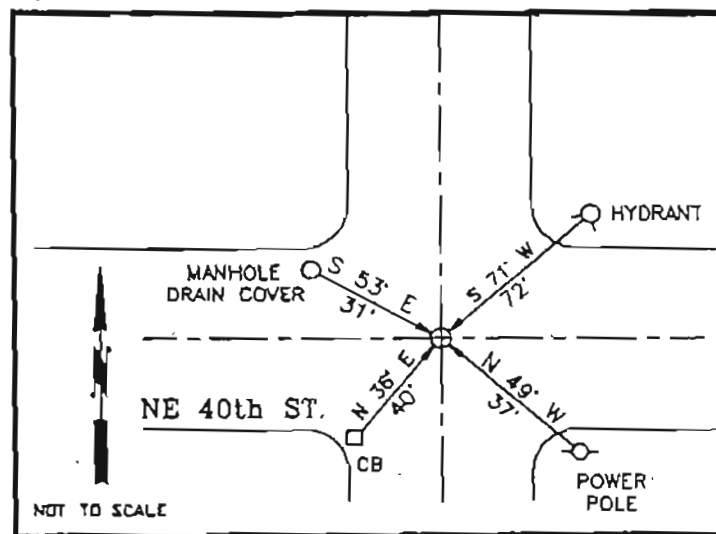 HYDRANT
MANHOLE
DRAIN COVER
S 53° E
31'
S 71° W
72'
NE 40th ST.
N 36° E
40'
N 49° W
37'
CB
POWER
POLE
NOT TO SCALE